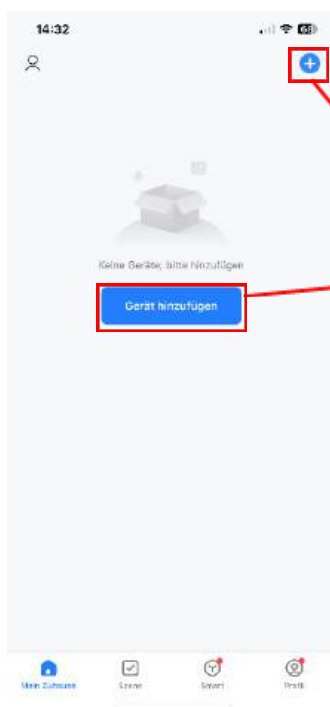 14:32
Keine Geräte, bitte hinzufügen
Gerät hinzufügen
Mein Zuhause
Szene
Smart
Profil